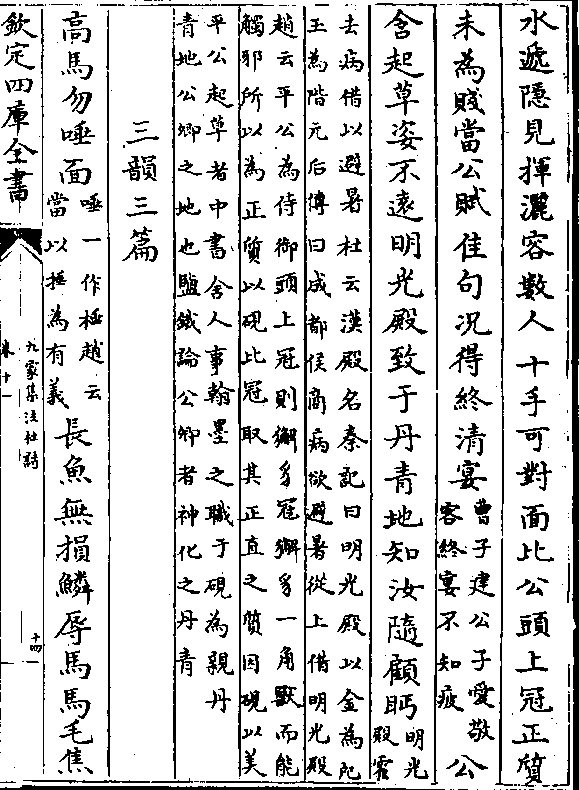 水遞隱見揮灑容數人十手可對面比公頭上冠正質
未為賤當公賦佳句况得終清宴曹子建公子愛敬
客終宴不知疲公
含起草姿不遠明光殿致于丹青地知汝隨顧眄明光
殿霍
去病借以避暑杜云漢殿名秦記曰明光殿以金為戺
玉為階元后傳曰成都侯商病欲避暑從上借明光殿
趙云平公為侍御頭上冠則獬豸冠獬豸一角獸而能
觸邪所以為正質以硯比冠取其正直之質因硯以美
平公起草者中書舍人事翰墨之職于硯為親丹
青地公卿之地也鹽鐵論公卿者神化之丹青
三韻三篇
高馬勿唾面唾一作捶趙云
當以捶為有義長魚無損鱗辱馬馬毛焦
欽定四庫全書
九家集注杜詩
卷十一
十四